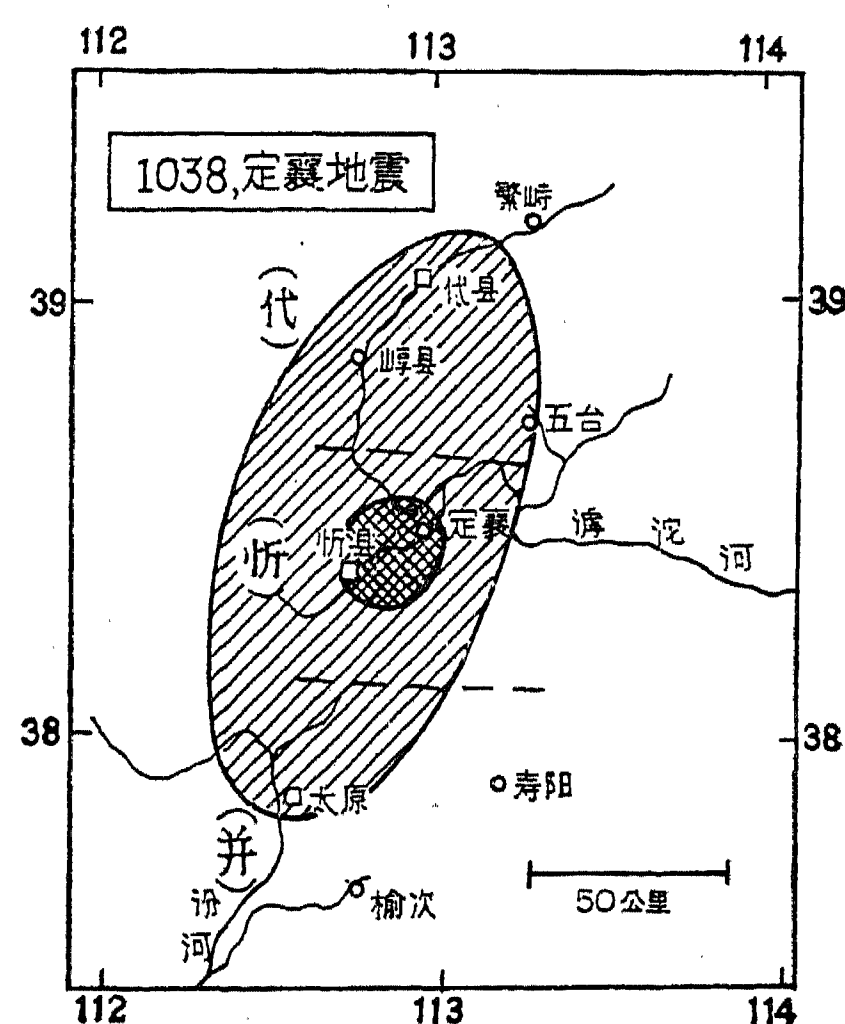 112 113 114
1038,定襄地震
繁峙
39 39
代县
(代)
崞县
五台
定襄
忻县
(忻)
滹沱河
38 38
寿阳
太原
(并)
50公里
榆次
汾河
112 113 114